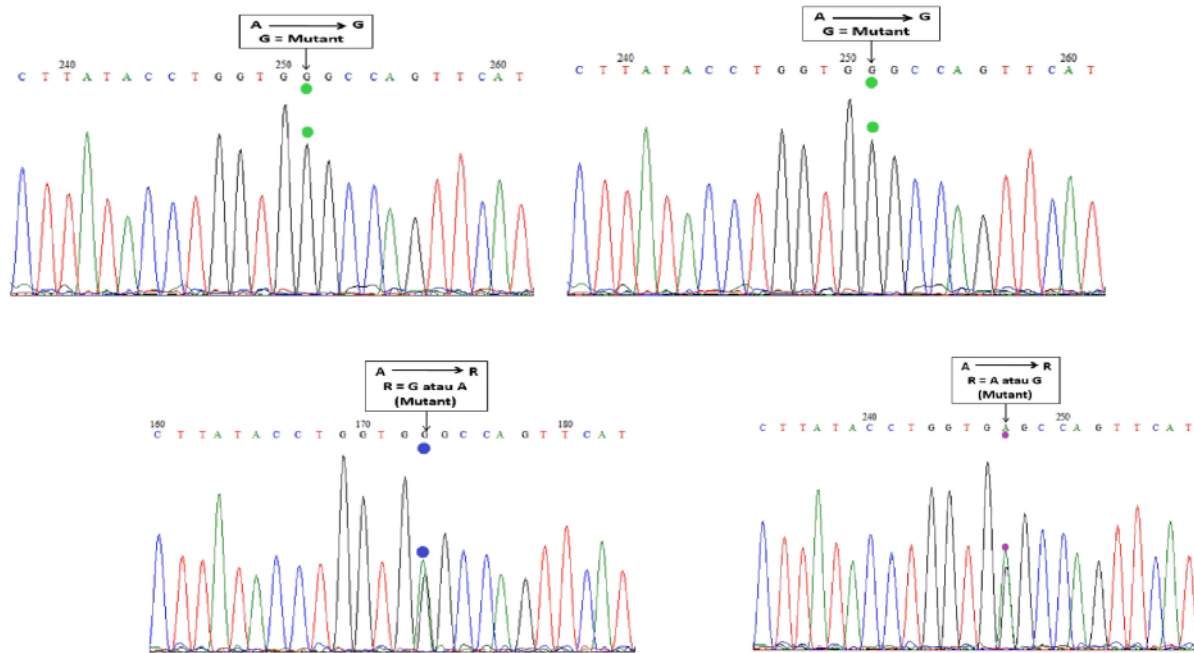 A G
G = Mutant
240 250 260
C T T A T A C C T G G T G G G C C A G T T C A T
A G
G = Mutant
240 250 260
C T T A T A C C T G G T G G G C C A G T T C A T
A R
R = G atau A
(Mutant)
160 170 180
C T T A T A C C T G G T G G G C C A G T T C A T
A R
R = A atau G
(Mutant)
240 250
C T T A T A C C T G G T G A G C C A G T T C A T